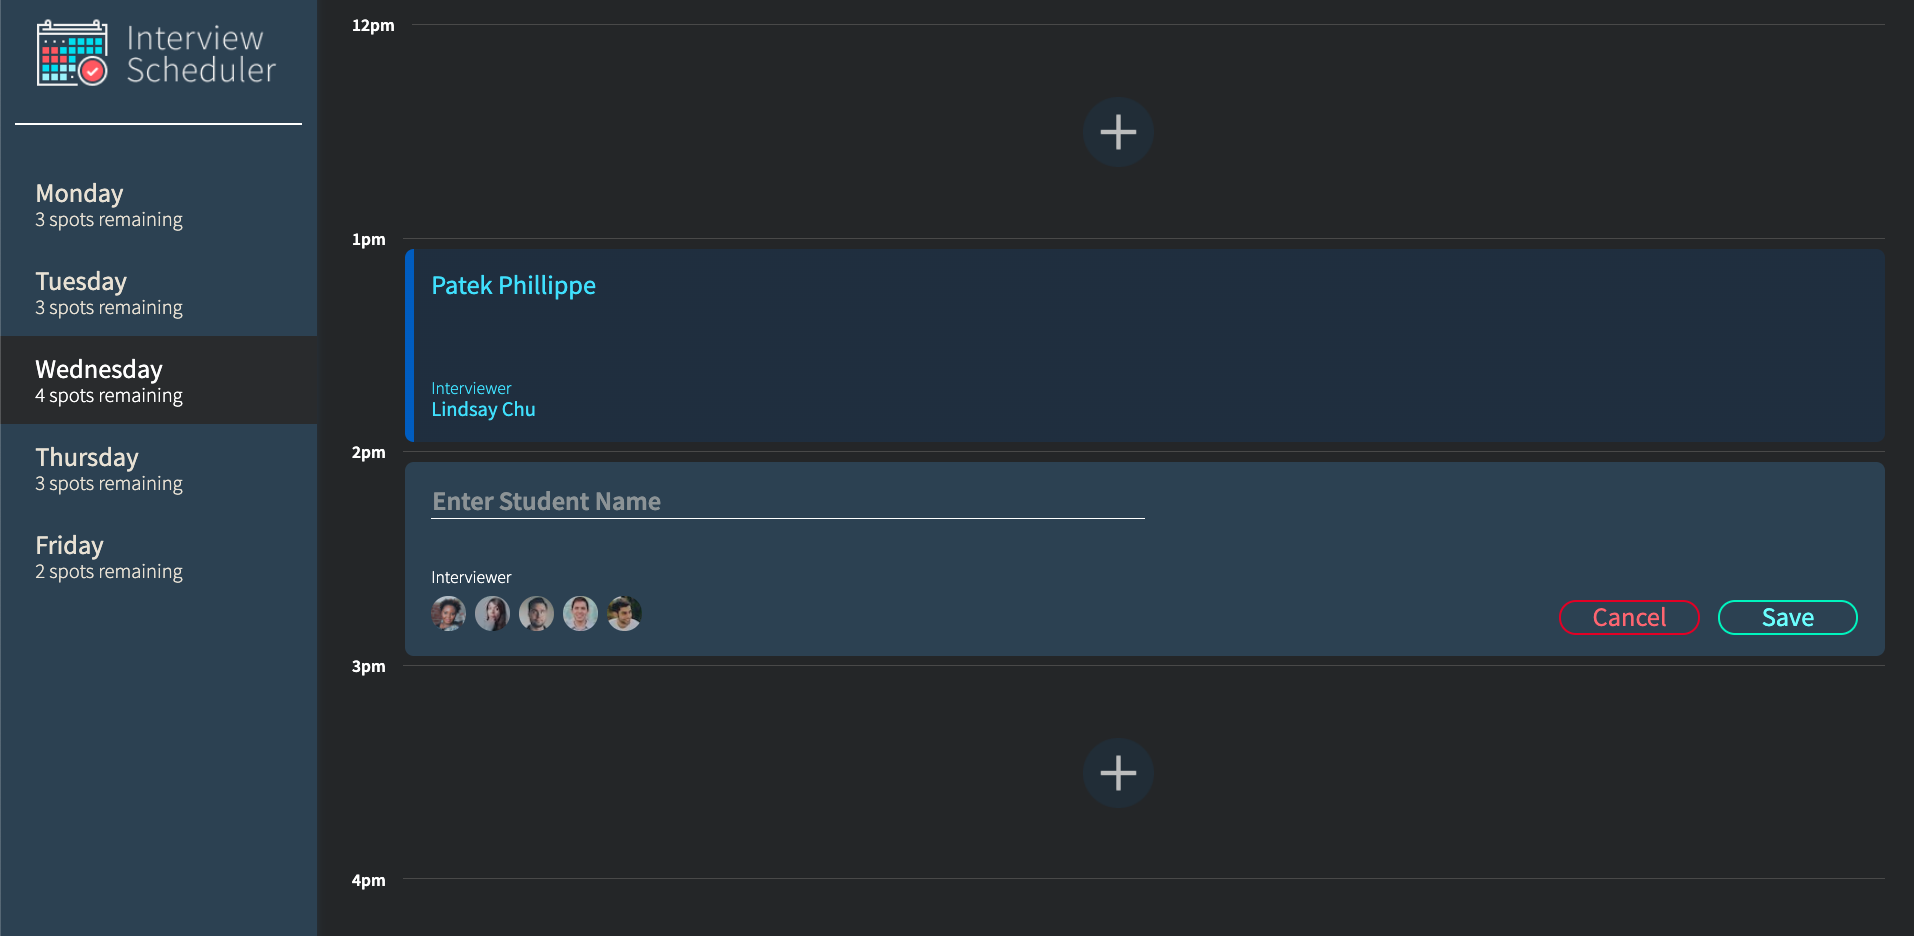 Interview
Scheduler
Monday
3 spots remaining
Tuesday
3 spots remaining
Wednesday
4 spots remaining
Thursday
3 spots remaining
Friday
2 spots remaining
12pm
1pm
Patek Phillippe
Interviewer
Lindsay Chu
2pm
Enter Student Name
Interviewer
Cancel
Save
3pm
4pm